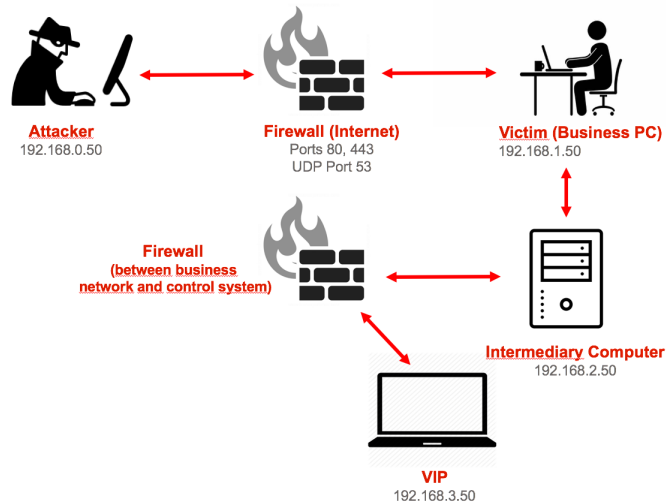 Attacker
192.168.0.50
Firewall (Internet)
Ports 80, 443
UDP Port 53
Victim (Business PC)
192.168.1.50
Firewall
(between business
network and control system)
Intermediary Computer
192.168.2.50
VIP
192.168.3.50